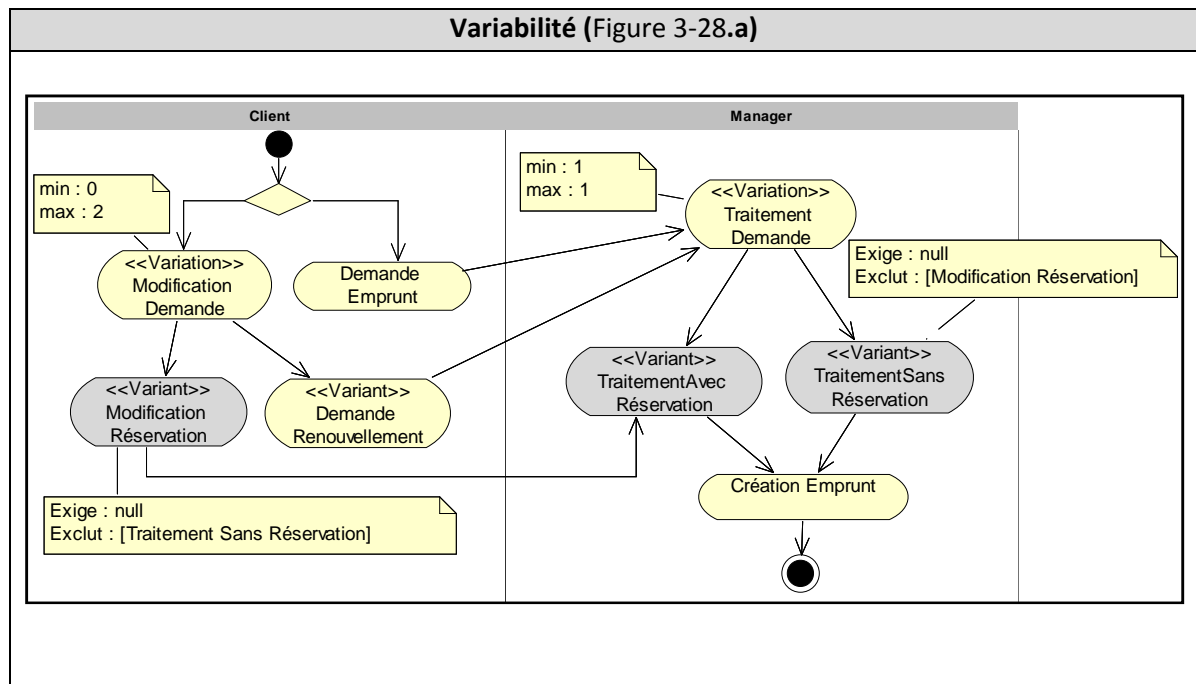 Variabilité (Figure 3-28.a)
Client
Manager
min : 0
max : 2
min : 1
max : 1
<<Variation>>
Traitement
Demande
<<Variation>>
Modification
Demande
Demande
Emprunt
Exige : null
Exclut : [Modification Réservation]
<<Variant>>
Modification
Réservation
<<Variant>>
Demande
Renouvellement
<<Variant>>
TraitementAvec
Réservation
<<Variant>>
TraitementSans
Réservation
Création Emprunt
Exige : null
Exclut : [Traitement Sans Réservation]